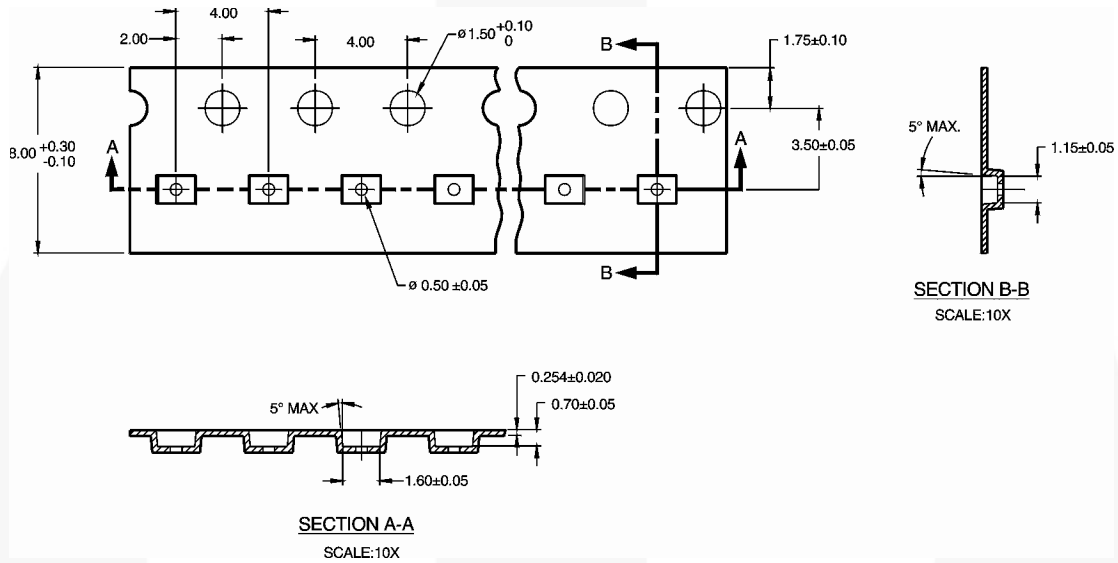 4.00
2.00
4.00
ø1.50 +0.10
0
B
1.75±0.10
8.00 +0.30
-0.10
A
A
3.50±0.05
5° MAX.
1.15±0.05
B
ø 0.50 ±0.05
SECTION B-B
SCALE:10X
0.254±0.020
5° MAX
0.70±0.05
1.60±0.05
SECTION A-A
SCALE:10X